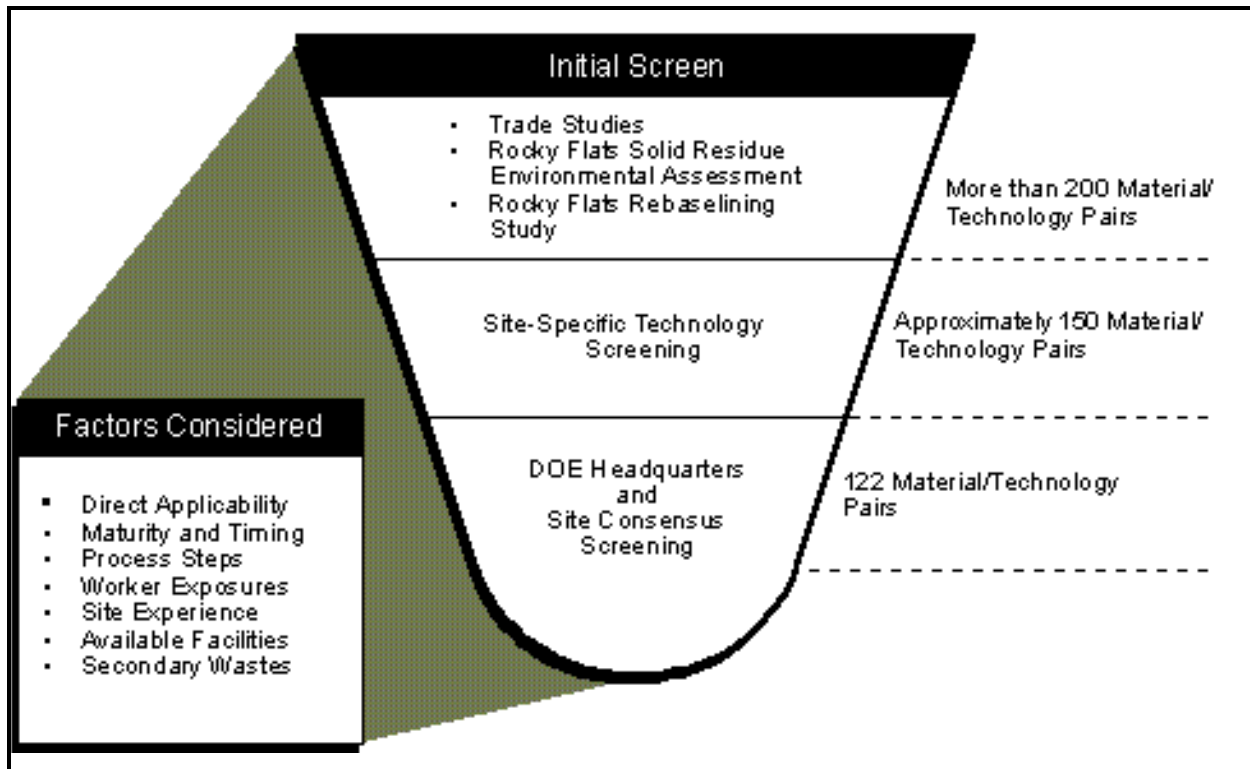 Initial Screen
· Trade Studies
· Rocky Flats Solid Residue
Environmental Assessment
· Rocky Flats Rebaselining
Study
More than 200 Material/
Technology Pairs
Site-Specific Technology
Screening
Approximately 150 Material/
Technology Pairs
DOE Headquarters
and
Site Consensus
Screening
122 Material/Technology
Pairs
Factors Considered
▪ Direct Applicability
· Maturity and Timing
· Process Steps
· Worker Exposures
· Site Experience
· Available Facilities
· Secondary Wastes